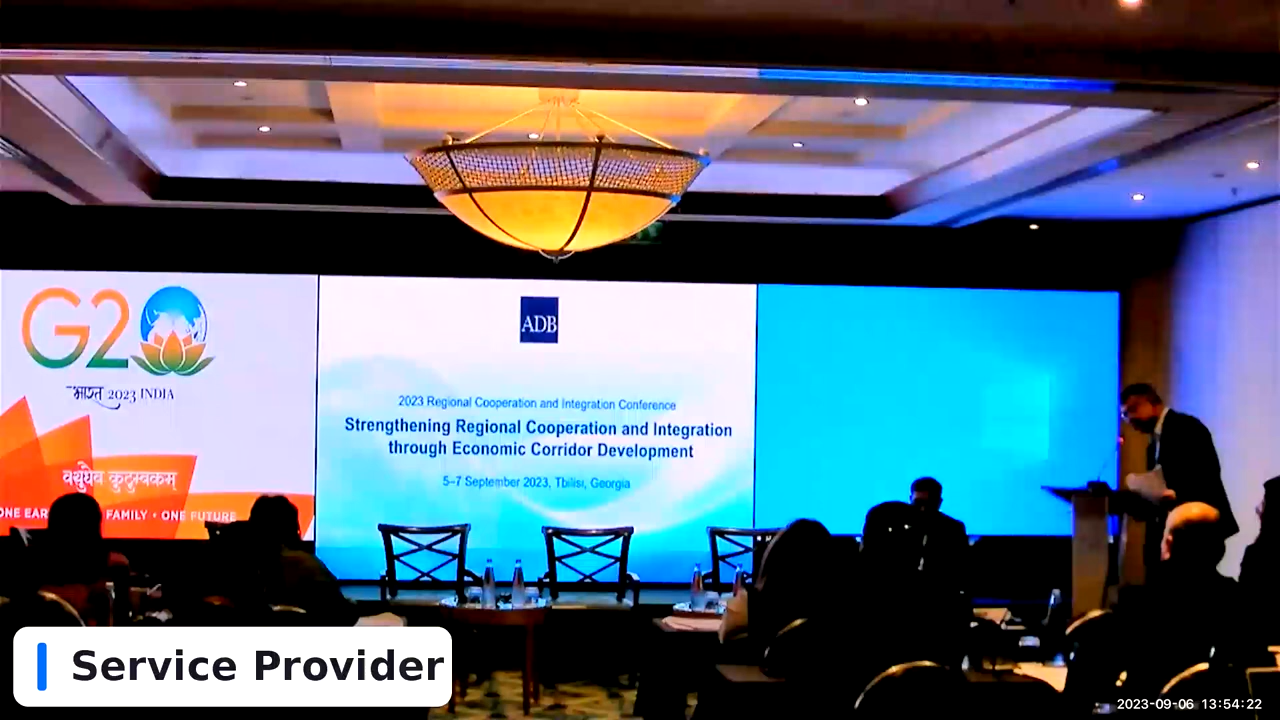 G20
भारत 2023 INDIA
वसुधैव कुटुम्बकम्
ONE EAR FAMILY • ONE FUTURE
ADB
2023 Regional Cooperation and Integration Conference
Strengthening Regional Cooperation and Integration
through Economic Corridor Development
5–7 September 2023, Tbilisi, Georgia
Service Provider
2023-09-06 13:54:22